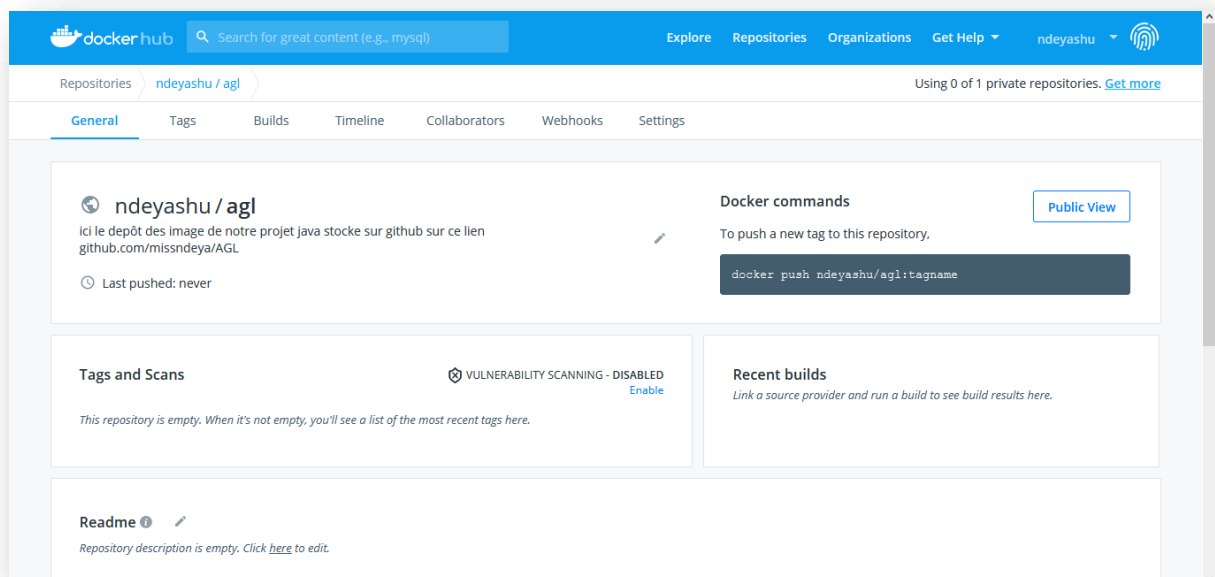 dockerhub
Search for great content (e.g., mysql)
Explore
Repositories
Organizations
Get Help
ndeyashu
Repositories
ndeyashu / agl
Using 0 of 1 private repositories. Get more
General
Tags
Builds
Timeline
Collaborators
Webhooks
Settings
ndeyashu / agl
ici le depôt des image de notre projet java stocke sur github sur ce lien
github.com/missndeya/AGL
Last pushed: never
Docker commands
Public View
To push a new tag to this repository,
docker push ndeyashu/agl:tagname
Tags and Scans
VULNERABILITY SCANNING - DISABLED
Enable
This repository is empty. When it's not empty, you'll see a list of the most recent tags here.
Recent builds
Link a source provider and run a build to see build results here.
Readme
Repository description is empty. Click here to edit.